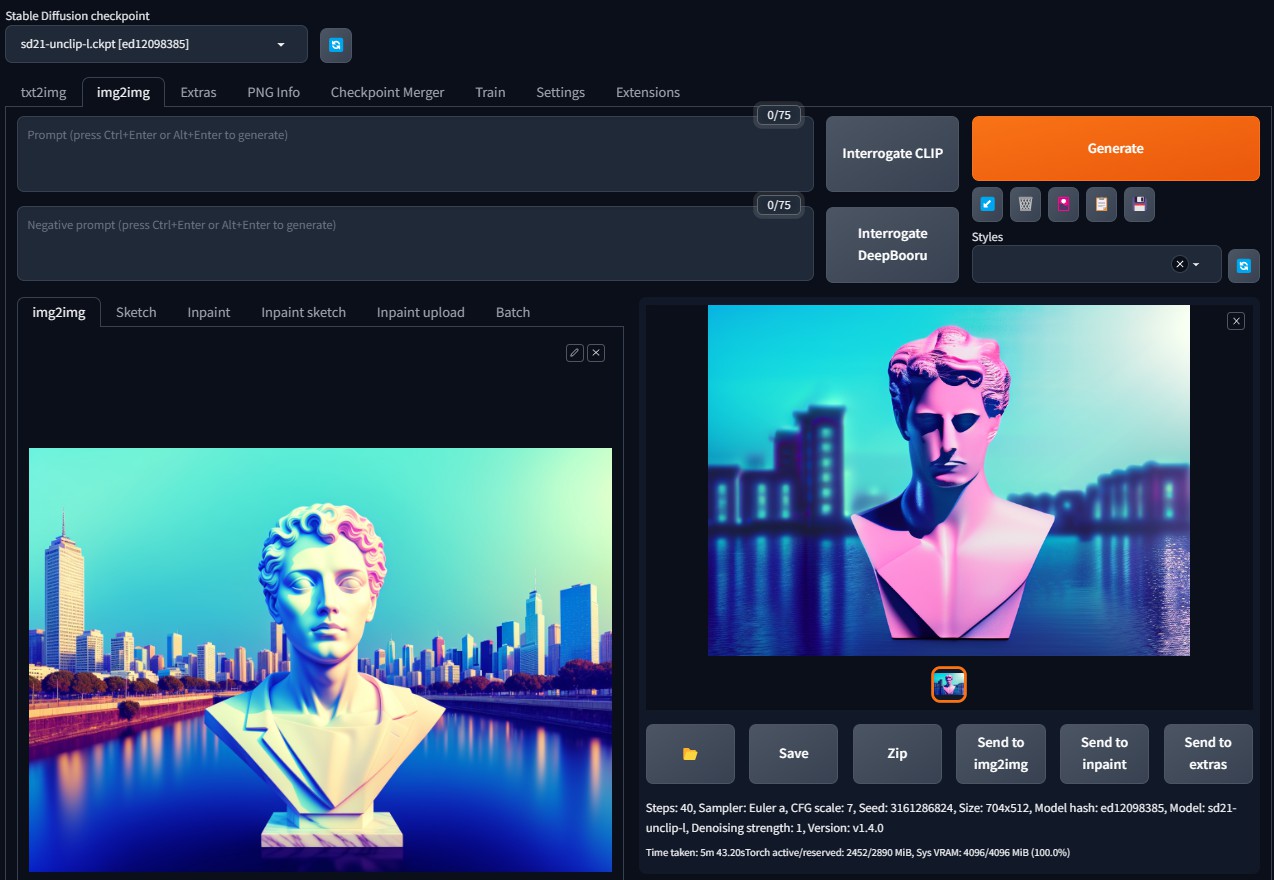 Stable Diffusion checkpoint
sd21-unclip-l.ckpt [ed12098385]
txt2img
img2img
Extras
PNG Info
Checkpoint Merger
Train
Settings
Extensions
0/75
Prompt (press Ctrl+Enter or Alt+Enter to generate)
0/75
Negative prompt (press Ctrl+Enter or Alt+Enter to generate)
Interrogate CLIP
Interrogate
DeepBooru
Generate
Styles
img2img
Sketch
Inpaint
Inpaint sketch
Inpaint upload
Batch
Save
Zip
Send to
img2img
Send to
inpaint
Send to
extras
Steps: 40, Sampler: Euler a, CFG scale: 7, Seed: 3161286824, Size: 704x512, Model hash: ed12098385, Model: sd21-
unclip-l, Denoising strength: 1, Version: v1.4.0
Time taken: 5m 43.20sTorch active/reserved: 2452/2890 MiB, Sys VRAM: 4096/4096 MiB (100.0%)